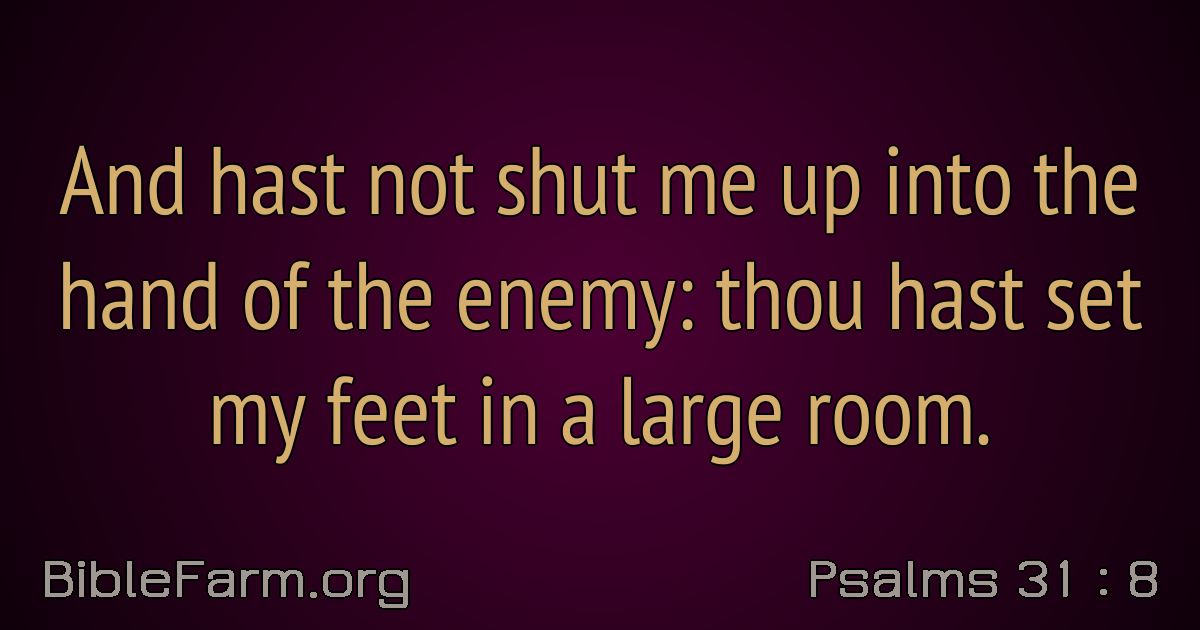 And hast not shut me up into the
hand of the enemy: thou hast set
my feet in a large room.
BibleFarm.org
Psalms 31 : 8